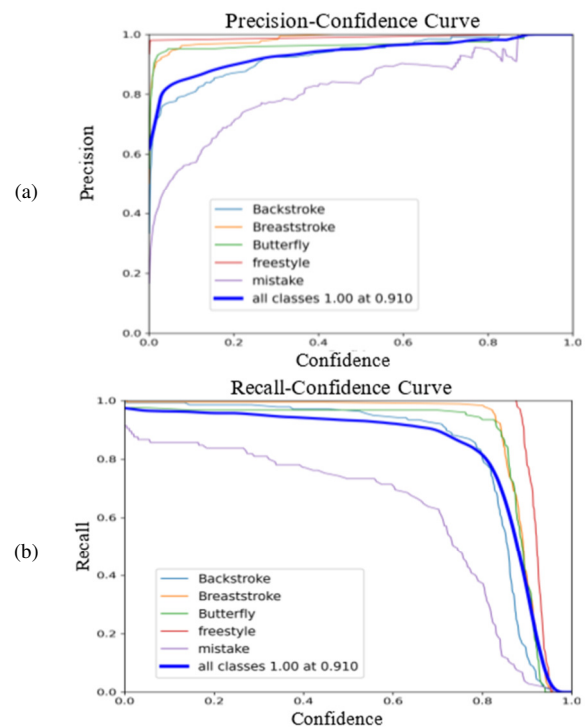 Precision-Confidence Curve
1.0
0.8
0.6
0.4
0.2
0.0
Precision
(a)
Backstroke
Breaststroke
Butterfly
freestyle
mistake
all classes 1.00 at 0.910
0.0 0.2 0.4 0.6 0.8 1.0
Confidence
Recall-Confidence Curve
1.0
0.8
0.6
0.4
0.2
0.0
Recall
(b)
Backstroke
Breaststroke
Butterfly
freestyle
mistake
all classes 1.00 at 0.910
0.0 0.2 0.4 0.6 0.8 1.0
Confidence